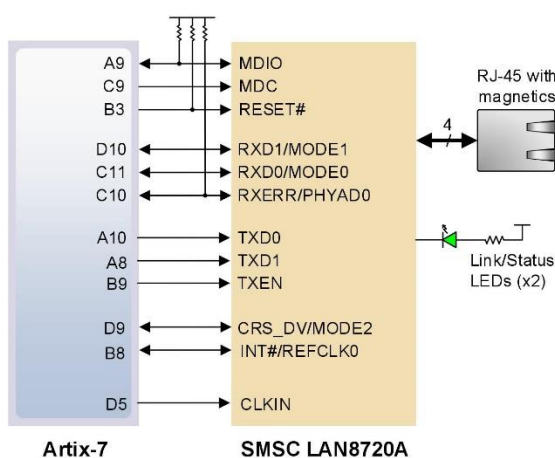 A9 MDIO
C9 MDC
B3 RESET#
D10 RXD1/MODE1
C11 RXD0/MODE0
C10 RXERR/PHYAD0
A10 TXD0
A8 TXD1
B9 TXEN
D9 CRS_DV/MODE2
B8 INT#/REFCLK0
D5 CLKIN
Artix-7
SMSC LAN8720A
4
RJ-45 with
magnetics
Link/Status
LEDs (x2)